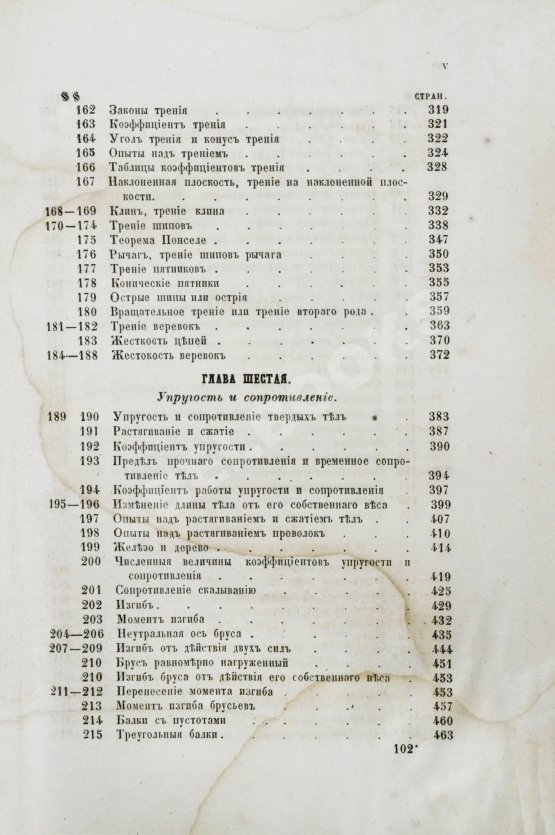 V
§§ СТРАН.
162 Законы тренія . . . . . . 319
163 Коэффиціентъ тренія . . . . . 321
164 Уголъ тренія и конусъ тренія . . . . 322
165 Опыты надъ треніемъ . . . . . 324
166 Таблицы коэффиціентовъ тренія . . . . 328
167 Наклоненная плоскость, треніе на наклоненной плос-
кости. . . . . . . . 329
168—169 Клинъ, треніе клина . . . . . 332
170—174 Треніе шиповъ . . . . . . 338
175 Теорема Понселе . . . . . . 347
176 Рычагъ, треніе шиповъ рычага . . . . 350
177 Треніе пятниковъ . . . . . . 353
178 Коническіе пятники . . . . . 355
179 Острые шипы или острія . . . . . 357
180 Вращательное треніе или треніе втораго рода . . 359
181—182 Треніе веревокъ . . . . . . 363
183 Жесткость цѣпей . . . . . . 370
184—188 Жестокость веревокъ . . . . . 372
ГЛАВА ШЕСТАЯ.
Упругость и сопротивленіе.
189 190 Упругость и сопротивленіе твердыхъ тѣлъ . . 383
191 Растягиваніе и сжатіе . . . . . 387
192 Коэффиціентъ упругости . . . . . 390
193 Предѣлъ прочнаго сопротивленія и временное сопро-
тивленіе тѣлъ . . . . . . 394
194 Коэффиціентъ работы упругости и сопротивленія . 397
195—196 Измѣненіе длины тѣла отъ его собственнаго вѣса . 399
197 Опыты надъ растягиваніемъ и сжатіемъ тѣлъ . . 407
198 Опыты надъ растягиваніемъ проволокъ . . 410
199 Желѣзо и дерево . . . . . . 414
200 Численныя величины коэффиціентовъ упругости и
сопротивленія . . . . . . 419
201 Сопротивленіе скалыванію . . . . 425
202 Изгибъ. . . . . . . . 429
203 Моментъ изгиба . . . . . . 432
204—206 Неутральная ось бруса . . . . . 435
207—209 Изгибъ отъ дѣйствія двухъ силъ . . . 444
210 Брусъ равномѣрно нагруженный . . . 451
210 Изгибъ бруса отъ дѣйствія его собственнаго вѣса . 453
211—212 Перенесеніе момента изгиба . . . . 453
213 Моментъ изгиба брусьевъ . . . . 457
214 Балки съ пустотами . . . . . 460
215 Треугольныя балки . . . . . . 463
102*